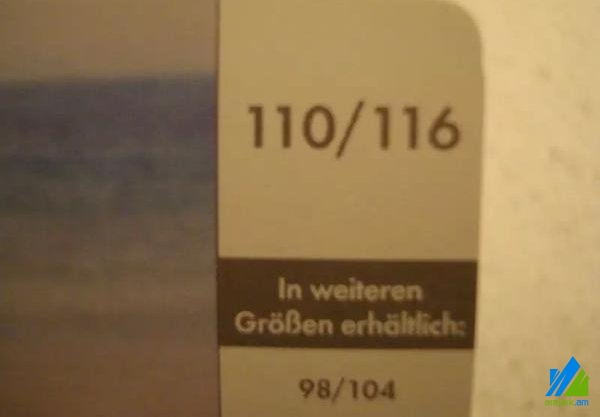 110/116
In weiteren
Größen erhältlich:
98/104